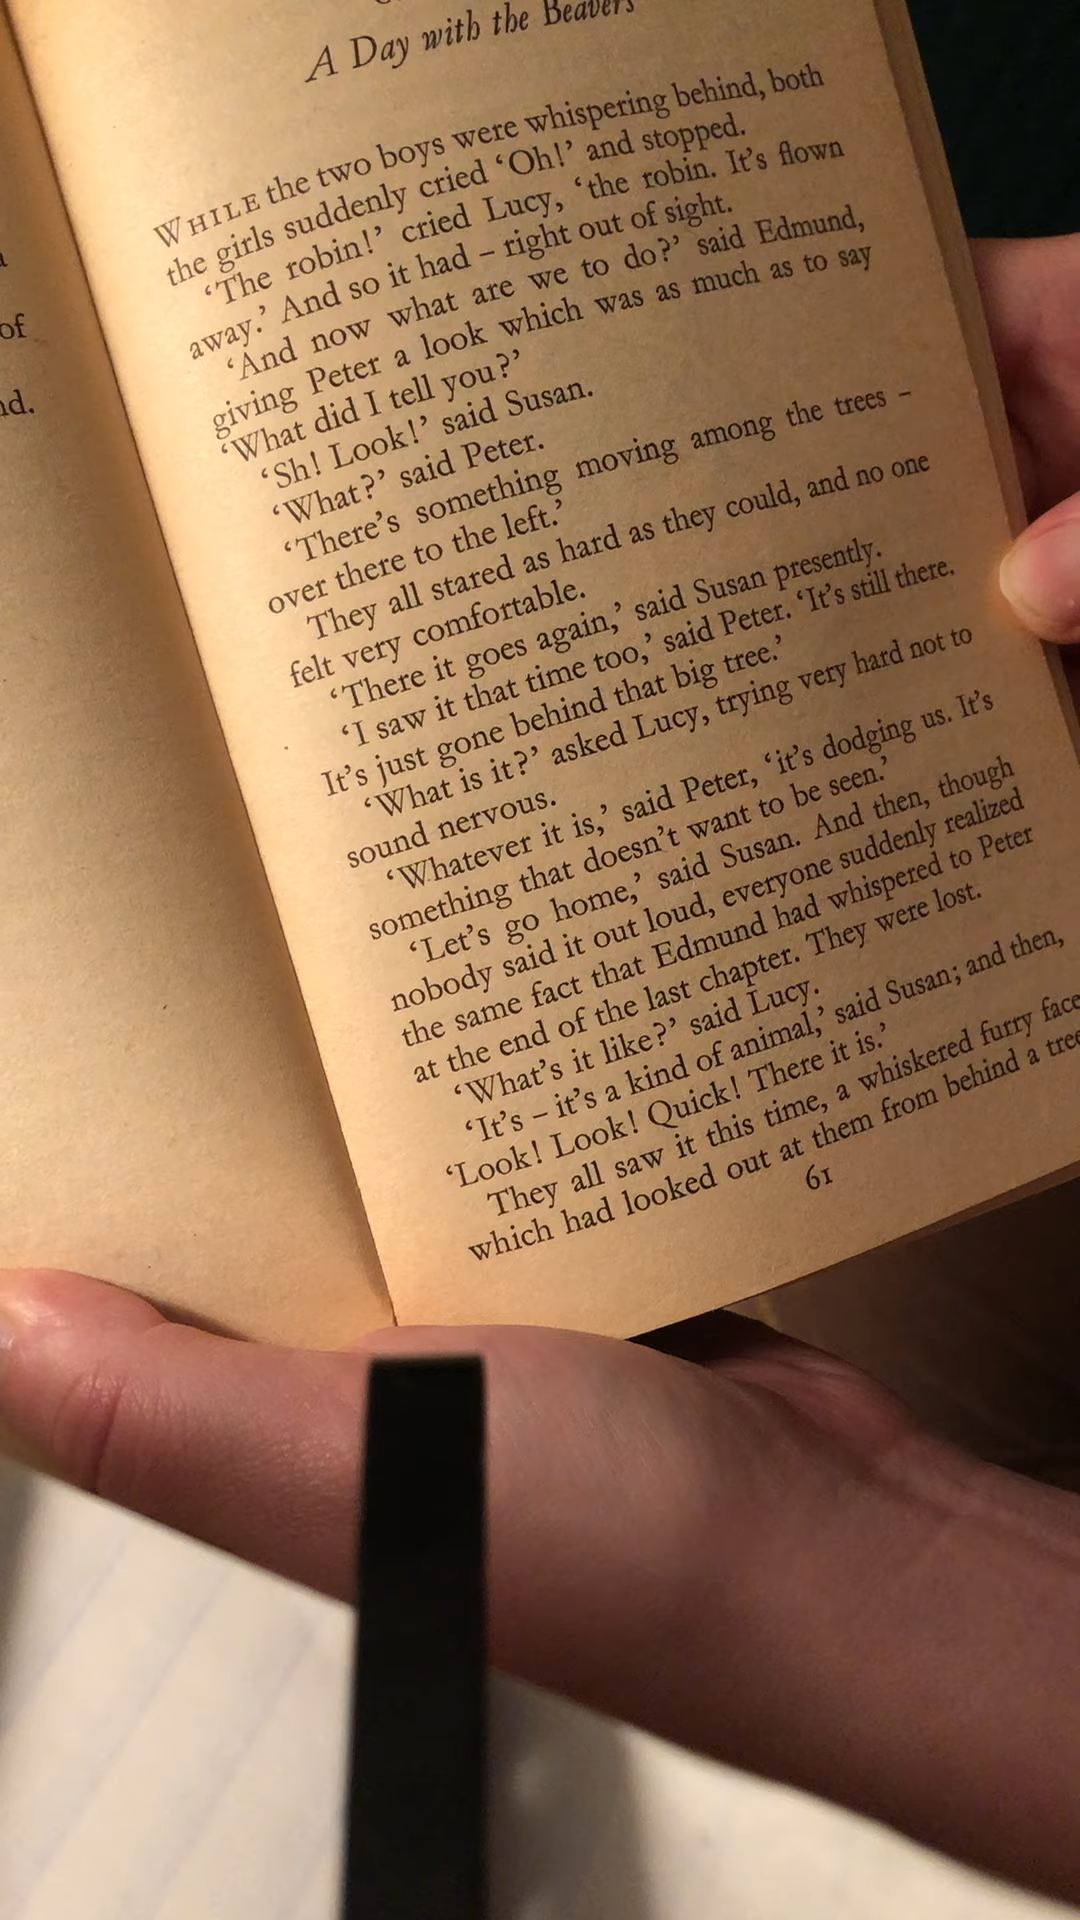 of
nd.
A Day with the Beavers
WHILE the two boys were whispering behind, both
the girls suddenly cried ‘Oh!’ and stopped.
‘The robin!’ cried Lucy, ‘the robin. It’s flown
away.’ And so it had – right out of sight.
‘And now what are we to do?’ said Edmund,
giving Peter a look which was as much as to say
‘What did I tell you?’
‘Sh! Look!’ said Susan.
‘What?’ said Peter.
‘There’s something moving among the trees –
over there to the left.’
They all stared as hard as they could, and no one
felt very comfortable.
‘There it goes again,’ said Susan presently.
‘I saw it that time too,’ said Peter. ‘It’s still there.
It’s just gone behind that big tree.’
‘What is it?’ asked Lucy, trying very hard not to
sound nervous.
‘Whatever it is,’ said Peter, ‘it’s dodging us. It’s
something that doesn’t want to be seen.’
‘Let’s go home,’ said Susan. And then, though
nobody said it out loud, everyone suddenly realized
the same fact that Edmund had whispered to Peter
at the end of the last chapter. They were lost.
‘What’s it like?’ said Lucy.
‘It’s – it’s a kind of animal,’ said Susan; and then,
‘Look! Look! Quick! There it is.’
They all saw it this time, a whiskered furry face
which had looked out at them from behind a tree
61